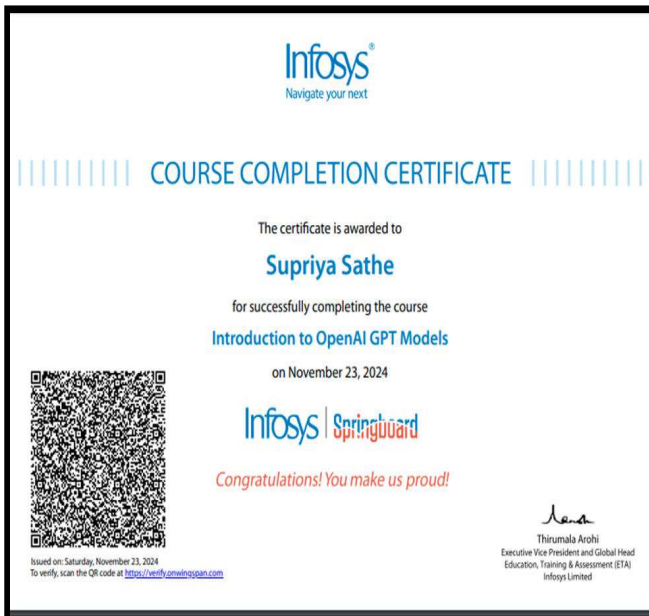 Infosys®
Navigate your next
COURSE COMPLETION CERTIFICATE
The certificate is awarded to
Supriya Sathe
for successfully completing the course
Introduction to OpenAI GPT Models
on November 23, 2024
Infosys | Springboard
Congratulations! You make us proud!
Issued on: Saturday, November 23, 2024
To verify, scan the QR code at https://verify.onwingspan.com
Thirumala Arohi
Executive Vice President and Global Head
Education, Training & Assessment (ETA)
Infosys Limited